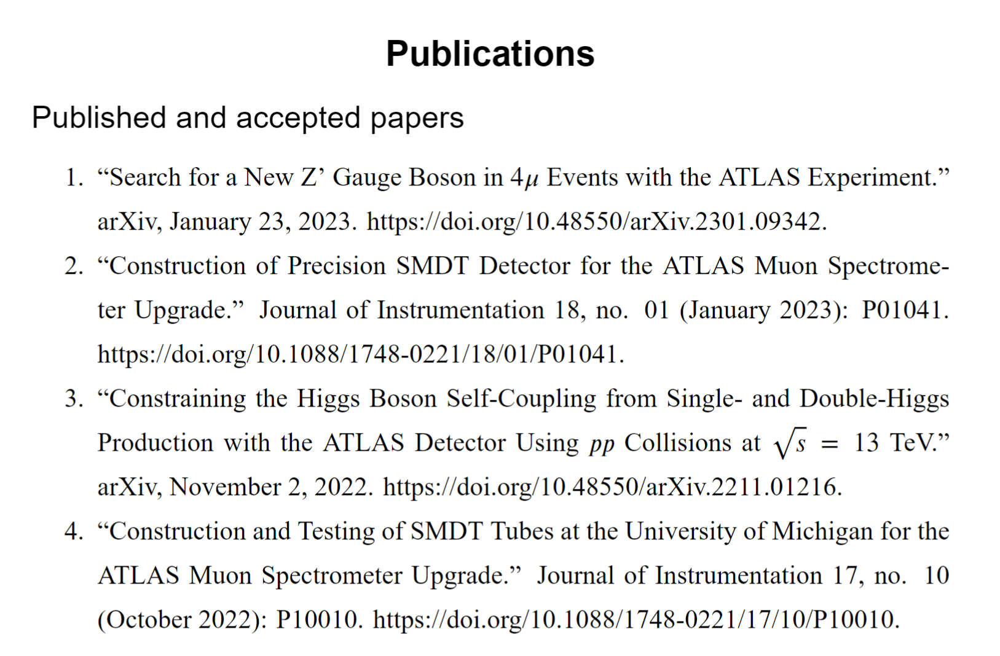 Publications
Published and accepted papers
1. “Search for a New Z’ Gauge Boson in 4μ Events with the ATLAS Experiment.”
arXiv, January 23, 2023. https://doi.org/10.48550/arXiv.2301.09342.
2. “Construction of Precision SMDT Detector for the ATLAS Muon Spectrome-
ter Upgrade.” Journal of Instrumentation 18, no. 01 (January 2023): P01041.
https://doi.org/10.1088/1748-0221/18/01/P01041.
3. “Constraining the Higgs Boson Self-Coupling from Single- and Double-Higgs
Production with the ATLAS Detector Using pp Collisions at √s = 13 TeV.”
arXiv, November 2, 2022. https://doi.org/10.48550/arXiv.2211.01216.
4. “Construction and Testing of SMDT Tubes at the University of Michigan for the
ATLAS Muon Spectrometer Upgrade.” Journal of Instrumentation 17, no. 10
(October 2022): P10010. https://doi.org/10.1088/1748-0221/17/10/P10010.